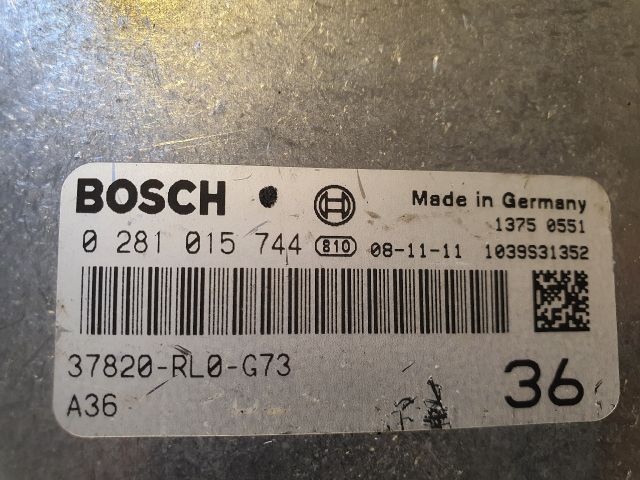 BOSCH Made in Germany
1375 0551
0 281 015 744 810 08-11-11 1039S31352
37820-RL0-G73
A36 36